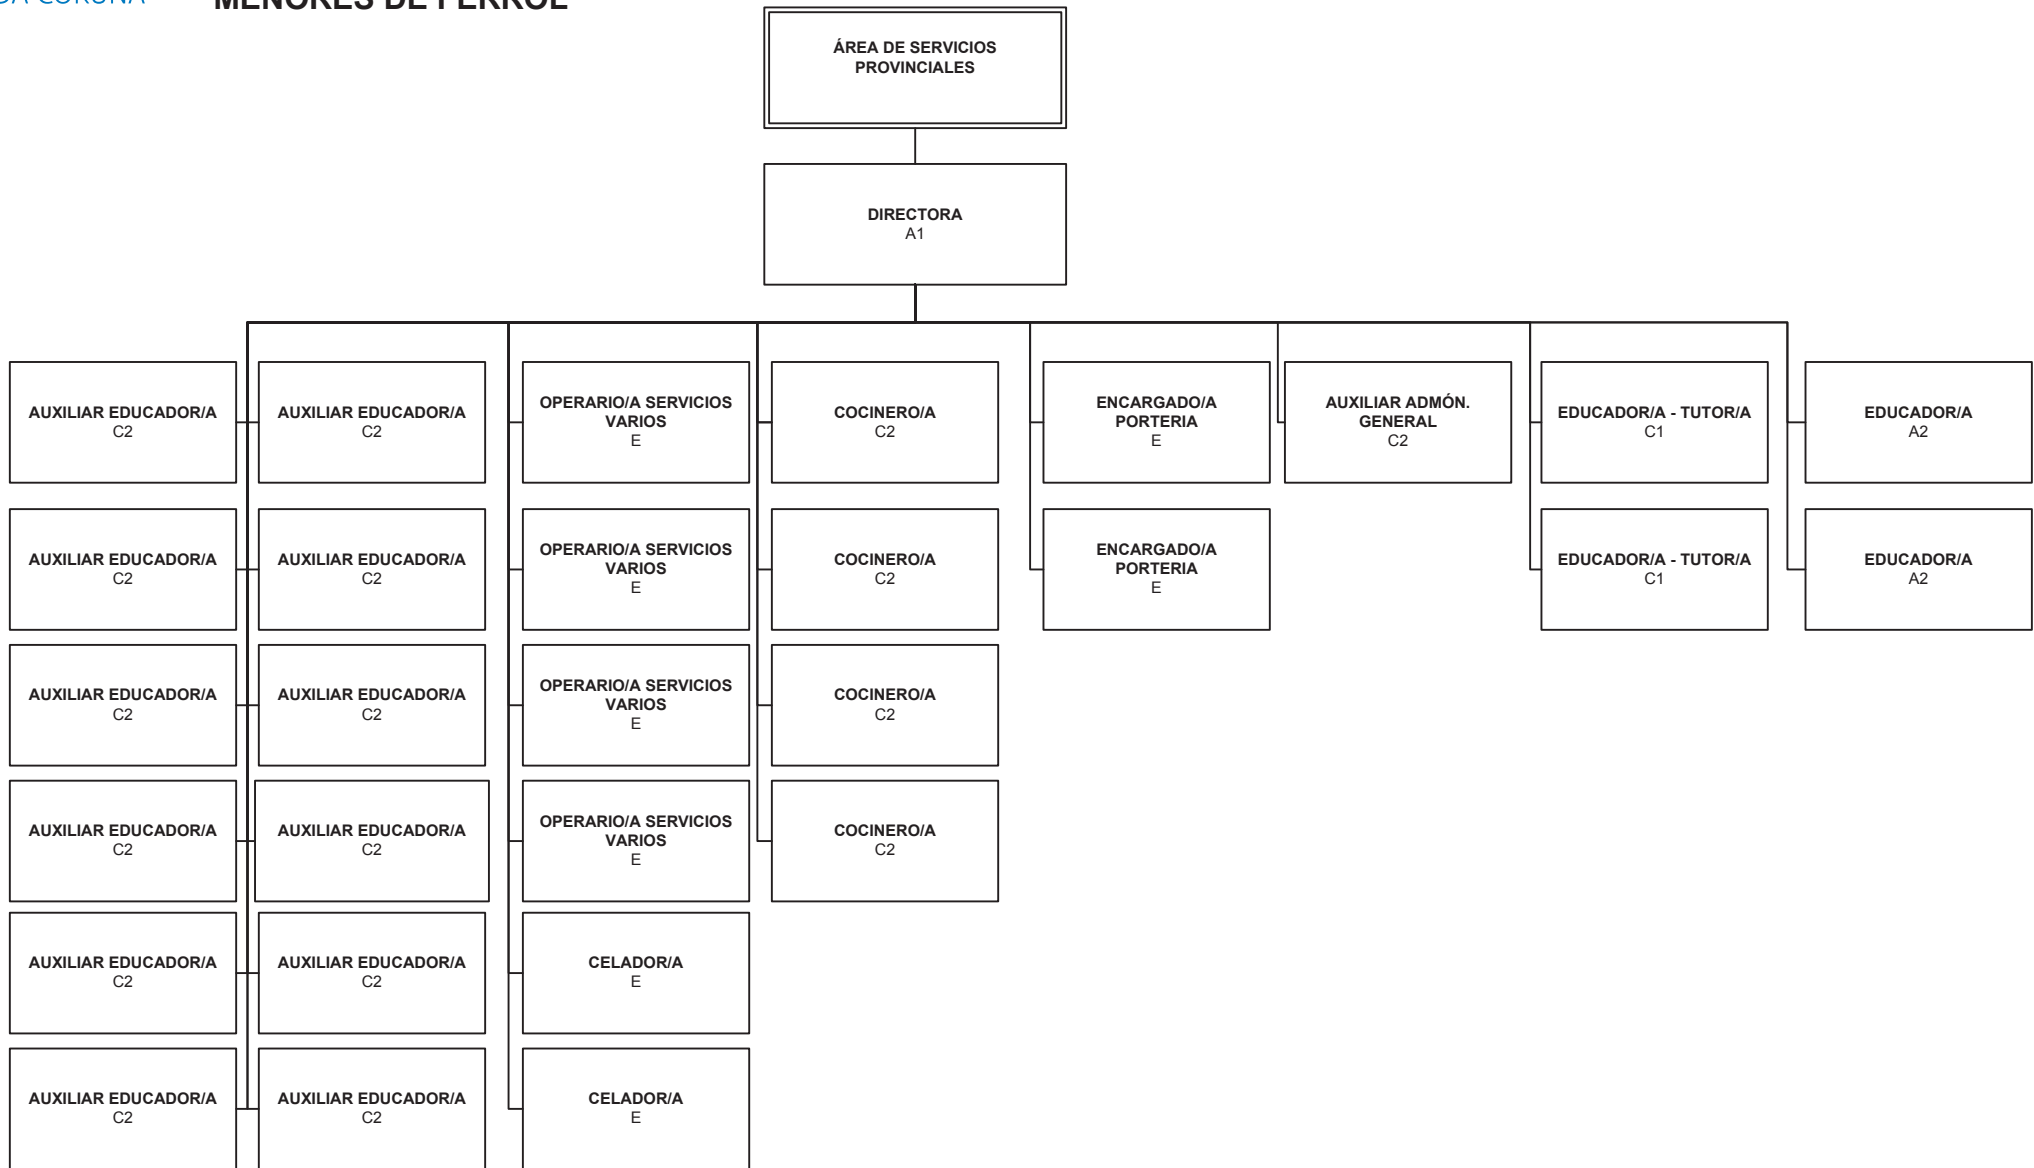 DA CORUÑA
MENORES DE FERROL
ÁREA DE SERVICIOS
PROVINCIALES
DIRECTORA
A1
AUXILIAR EDUCADOR/A
C2
AUXILIAR EDUCADOR/A
C2
OPERARIO/A SERVICIOS
VARIOS
E
COCINERO/A
C2
ENCARGADO/A
PORTERIA
E
AUXILIAR ADMÓN.
GENERAL
C2
EDUCADOR/A - TUTOR/A
C1
EDUCADOR/A
A2
AUXILIAR EDUCADOR/A
C2
AUXILIAR EDUCADOR/A
C2
OPERARIO/A SERVICIOS
VARIOS
E
COCINERO/A
C2
ENCARGADO/A
PORTERIA
E
EDUCADOR/A - TUTOR/A
C1
EDUCADOR/A
A2
AUXILIAR EDUCADOR/A
C2
AUXILIAR EDUCADOR/A
C2
OPERARIO/A SERVICIOS
VARIOS
E
COCINERO/A
C2
AUXILIAR EDUCADOR/A
C2
AUXILIAR EDUCADOR/A
C2
OPERARIO/A SERVICIOS
VARIOS
E
COCINERO/A
C2
AUXILIAR EDUCADOR/A
C2
AUXILIAR EDUCADOR/A
C2
CELADOR/A
E
AUXILIAR EDUCADOR/A
C2
AUXILIAR EDUCADOR/A
C2
CELADOR/A
E